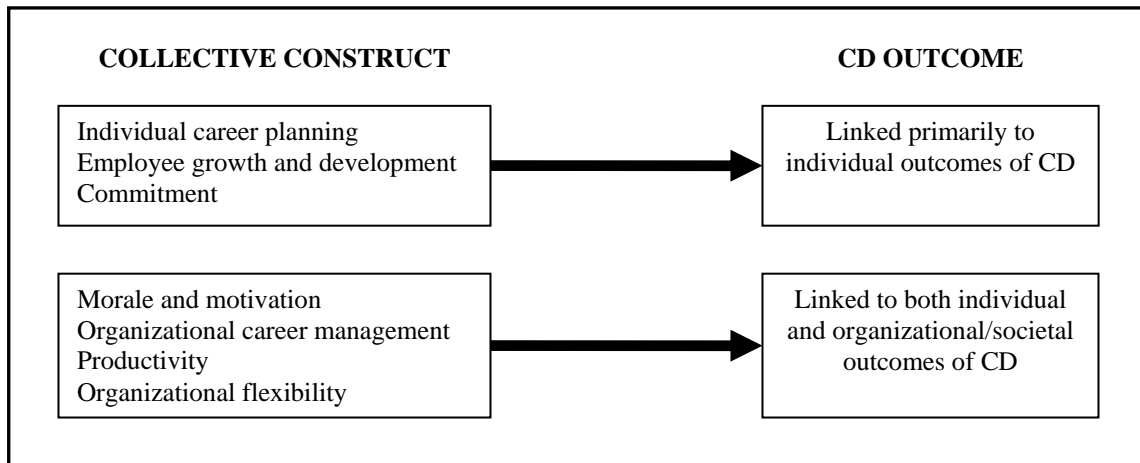 COLLECTIVE CONSTRUCT
CD OUTCOME
Individual career planning
Employee growth and development
Commitment
Linked primarily to
individual outcomes of CD
Morale and motivation
Organizational career management
Productivity
Organizational flexibility
Linked to both individual
and organizational/societal
outcomes of CD